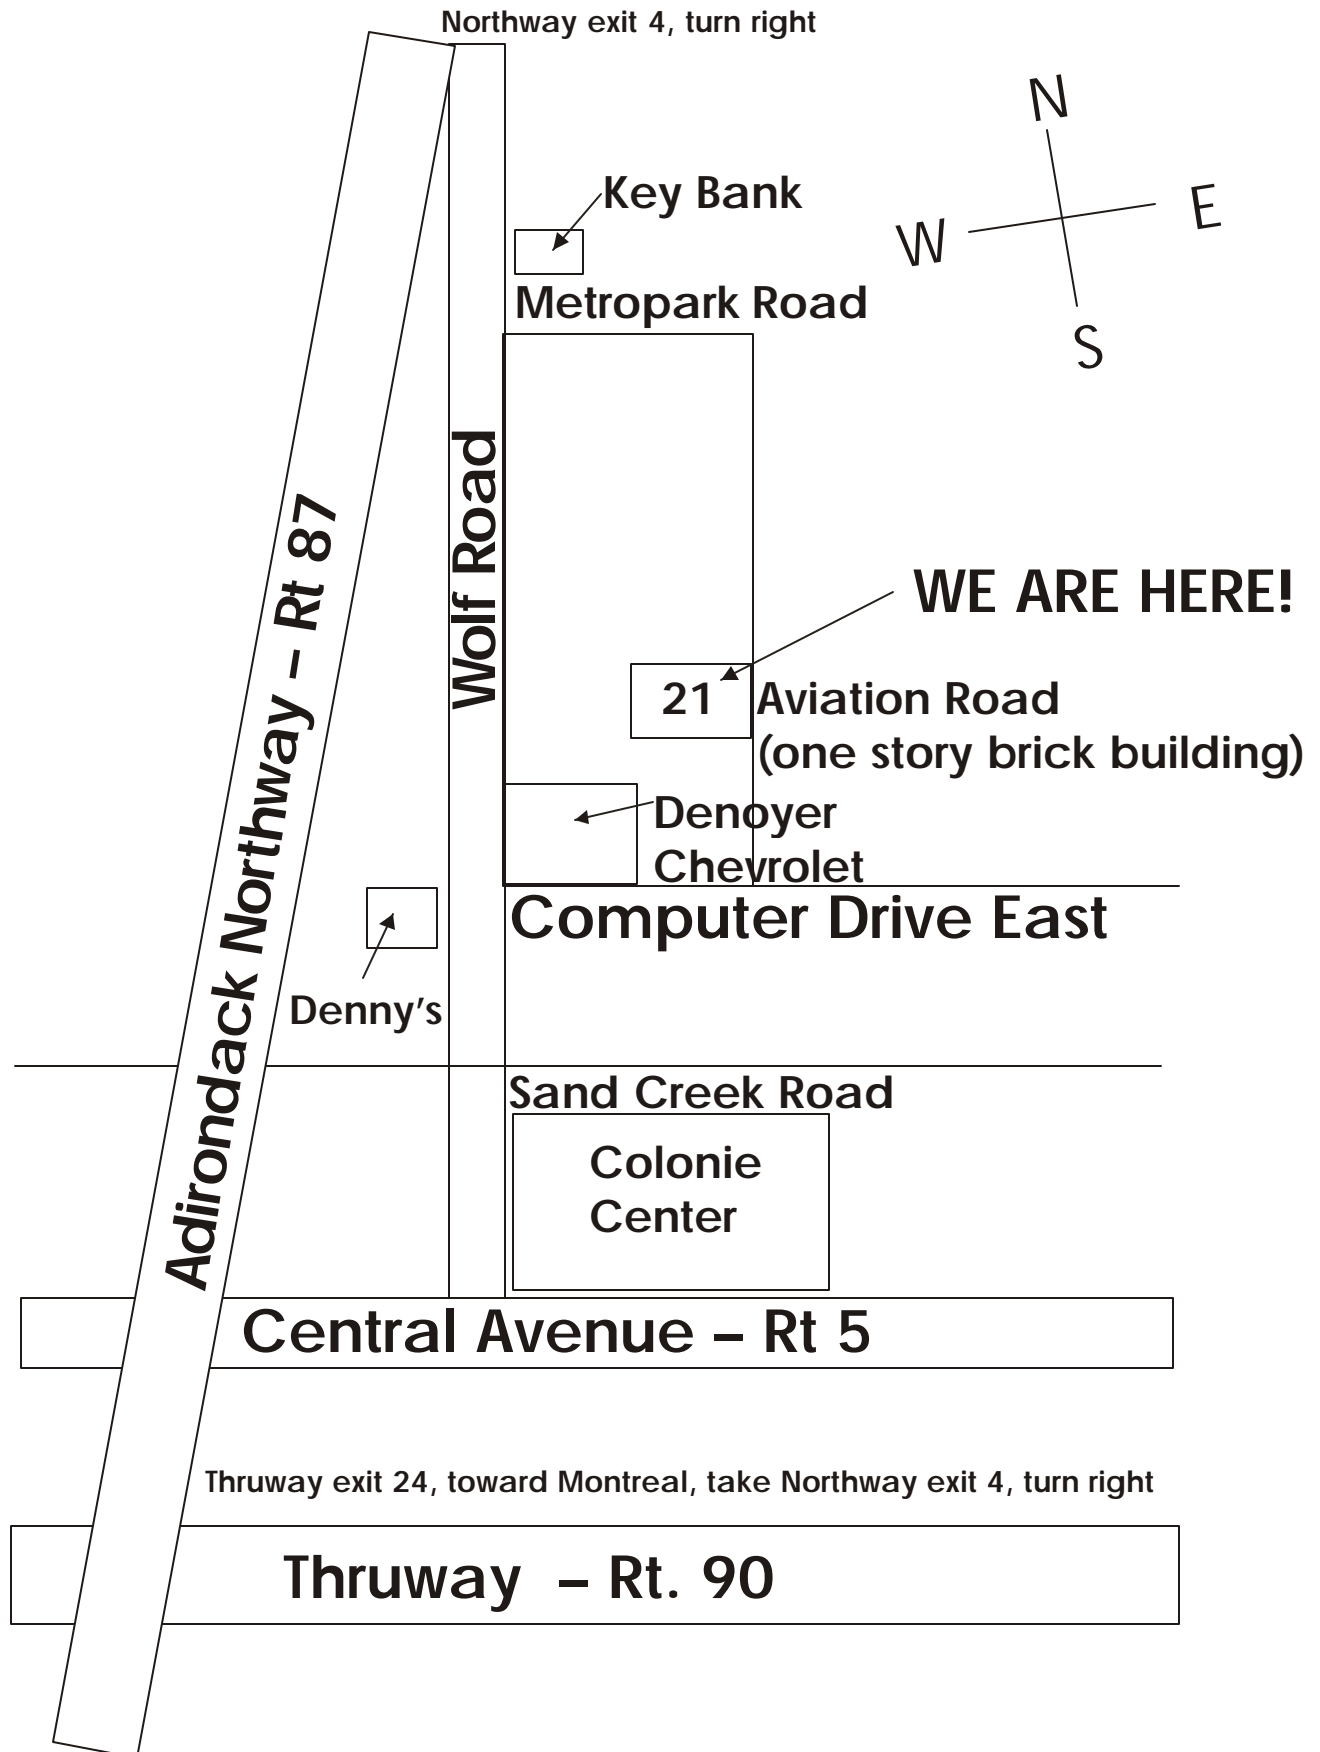 Northway exit 4, turn right
N
Key Bank
E
W
Metropark Road
S
Wolf Road
Adirondack Northway – Rt 87
WE ARE HERE!
21
Aviation Road
(one story brick building)
Denoyer
Chevrolet
Computer Drive East
Denny's
Sand Creek Road
Colonie
Center
Central Avenue – Rt 5
Thruway exit 24, toward Montreal, take Northway exit 4, turn right
Thruway – Rt. 90